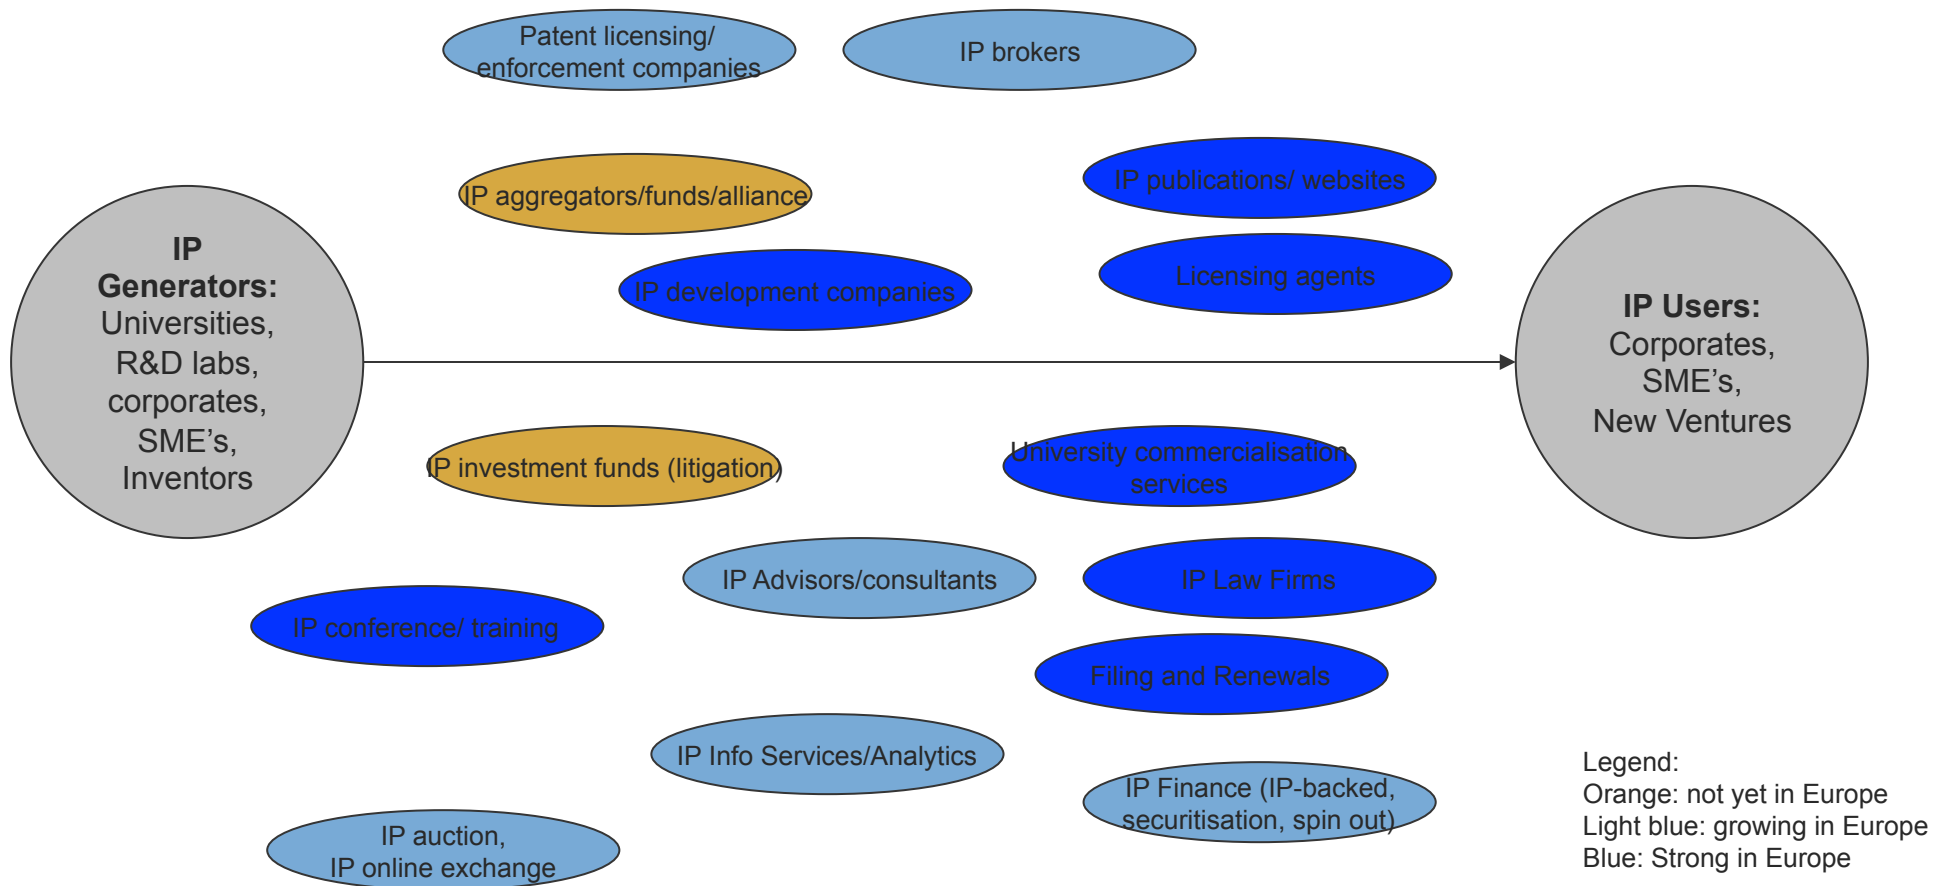 Patent licensing/
enforcement companies
IP brokers
IP aggregators/funds/alliance
IP publications/ websites
IP development companies
Licensing agents
IP
Generators:
Universities,
R&D labs,
corporates,
SME’s,
Inventors
IP Users:
Corporates,
SME’s,
New Ventures
IP investment funds (litigation)
University commercialisation
services
IP Advisors/consultants
IP Law Firms
IP conference/ training
Filing and Renewals
IP Info Services/Analytics
IP Finance (IP-backed,
securitisation, spin out)
IP auction,
IP online exchange
Legend:
Orange: not yet in Europe
Light blue: growing in Europe
Blue: Strong in Europe